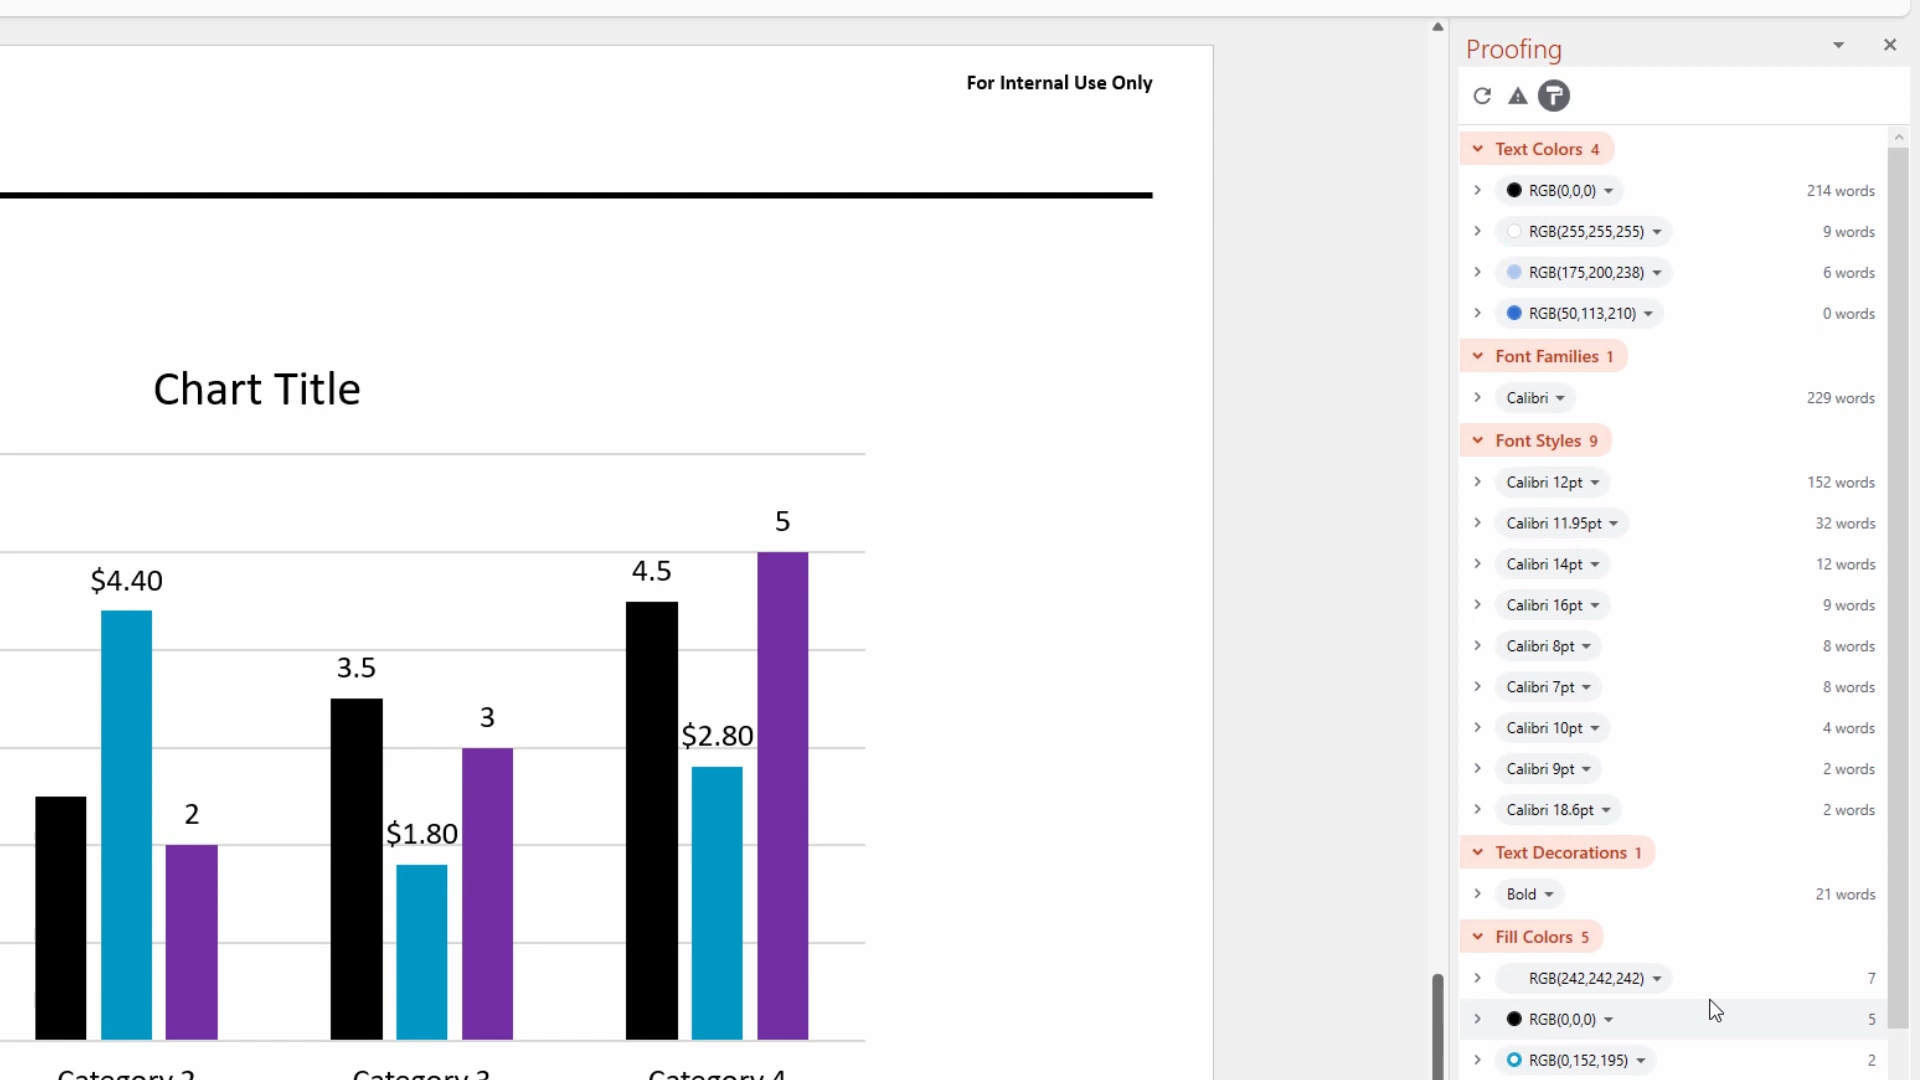 Proofing
For Internal Use Only
Text Colors 4
RGB(0,0,0) 214 words
RGB(255,255,255) 9 words
RGB(175,200,238) 6 words
RGB(50,113,210) 0 words
Font Families 1
Calibri 229 words
Font Styles 9
Calibri 12pt 152 words
Calibri 11.95pt 32 words
Calibri 14pt 12 words
Calibri 16pt 9 words
Calibri 8pt 8 words
Calibri 7pt 8 words
Calibri 10pt 4 words
Calibri 9pt 2 words
Calibri 18.6pt 2 words
Text Decorations 1
Bold 21 words
Fill Colors 5
RGB(242,242,242) 7
RGB(0,0,0) 5
RGB(0,152,195) 2
Chart Title
5
4.5
$4.40
3.5
3
$2.80
2
$1.80
Category 2 Category 3 Category 4